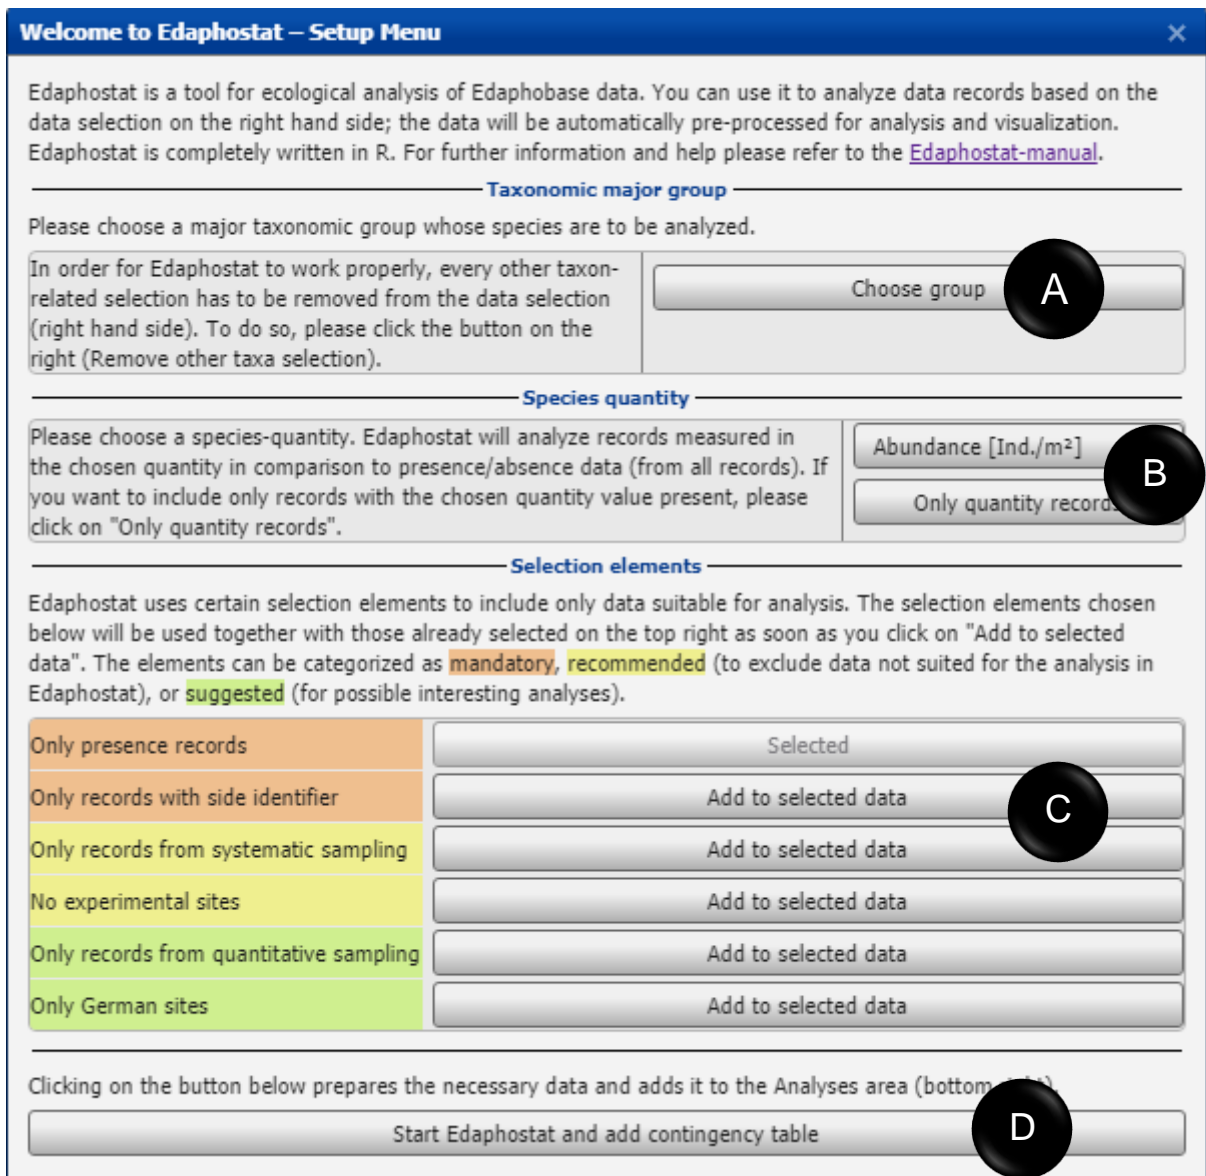 Welcome to Edaphostat – Setup Menu
Edaphostat is a tool for ecological analysis of Edaphobase data. You can use it to analyze data records based on the
data selection on the right hand side; the data will be automatically pre-processed for analysis and visualization.
Edaphostat is completely written in R. For further information and help please refer to the Edaphostat-manual.
Taxonomic major group
Please choose a major taxonomic group whose species are to be analyzed.
In order for Edaphostat to work properly, every other taxon-
related selection has to be removed from the data selection
(right hand side). To do so, please click the button on the
right (Remove other taxa selection).
Choose group
A
Species quantity
Please choose a species-quantity. Edaphostat will analyze records measured in
the chosen quantity in comparison to presence/absence data (from all records). If
you want to include only records with the chosen quantity value present, please
click on "Only quantity records".
Abundance [Ind./m²]
Only quantity records
B
Selection elements
Edaphostat uses certain selection elements to include only data suitable for analysis. The selection elements chosen
below will be used together with those already selected on the top right as soon as you click on "Add to selected
data". The elements can be categorized as mandatory, recommended (to exclude data not suited for the analysis in
Edaphostat), or suggested (for possible interesting analyses).
Only presence records Selected
Only records with side identifier Add to selected data
C
Only records from systematic sampling Add to selected data
No experimental sites Add to selected data
Only records from quantitative sampling Add to selected data
Only German sites Add to selected data
Clicking on the button below prepares the necessary data and adds it to the Analyses area (bottom
Start Edaphostat and add contingency table
D